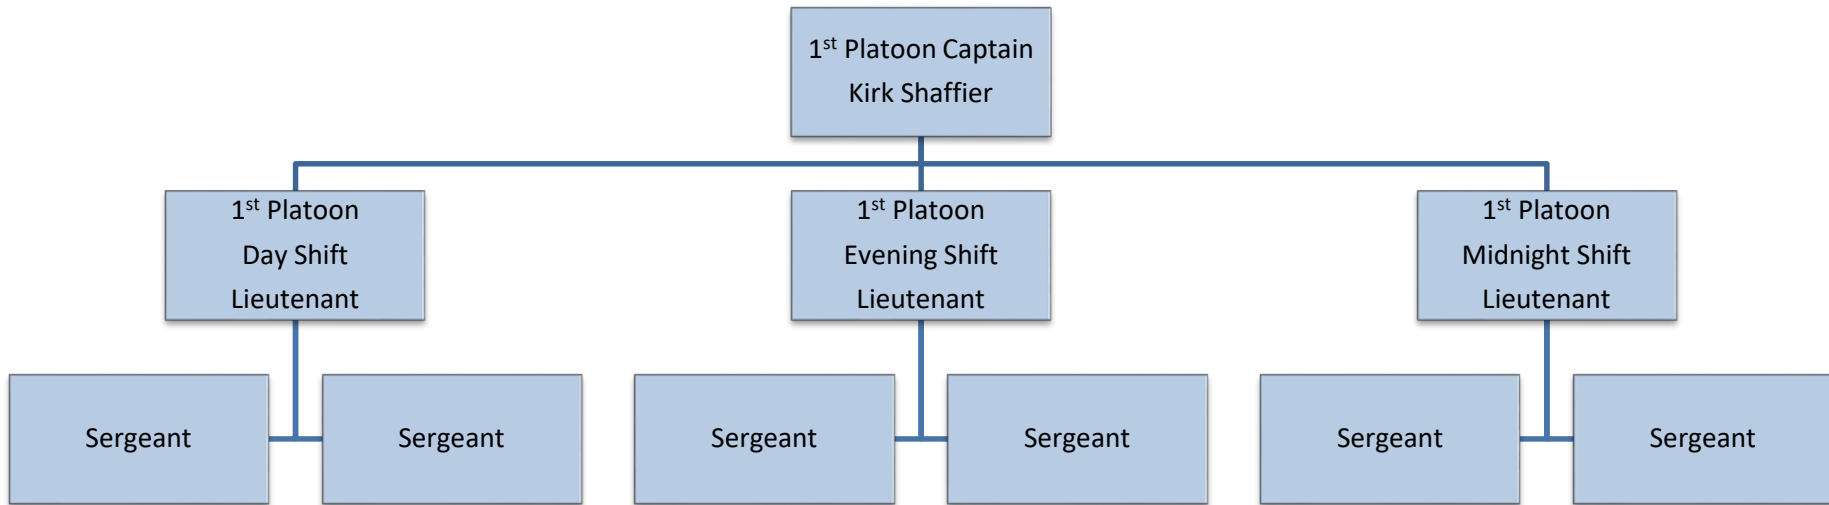 1st Platoon Captain
Kirk Shaffier
1st Platoon
Day Shift
Lieutenant
1st Platoon
Evening Shift
Lieutenant
1st Platoon
Midnight Shift
Lieutenant
Sergeant
Sergeant
Sergeant
Sergeant
Sergeant
Sergeant